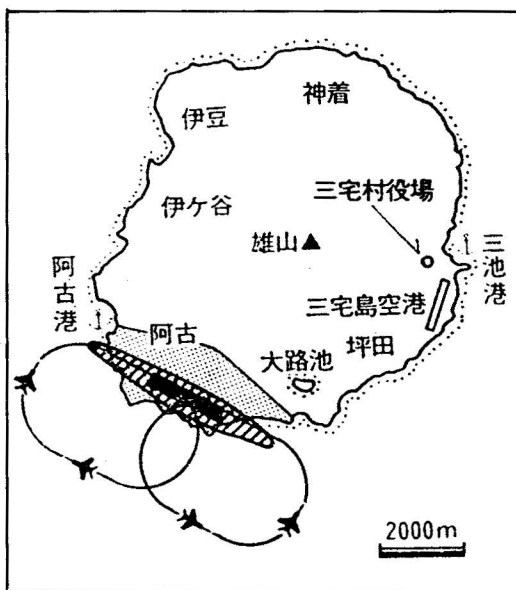 神着
伊豆
三宅村役場
伊ケ谷
雄山▲
三池港
阿古港
三宅島空港
阿古
坪田
大路池
2000m